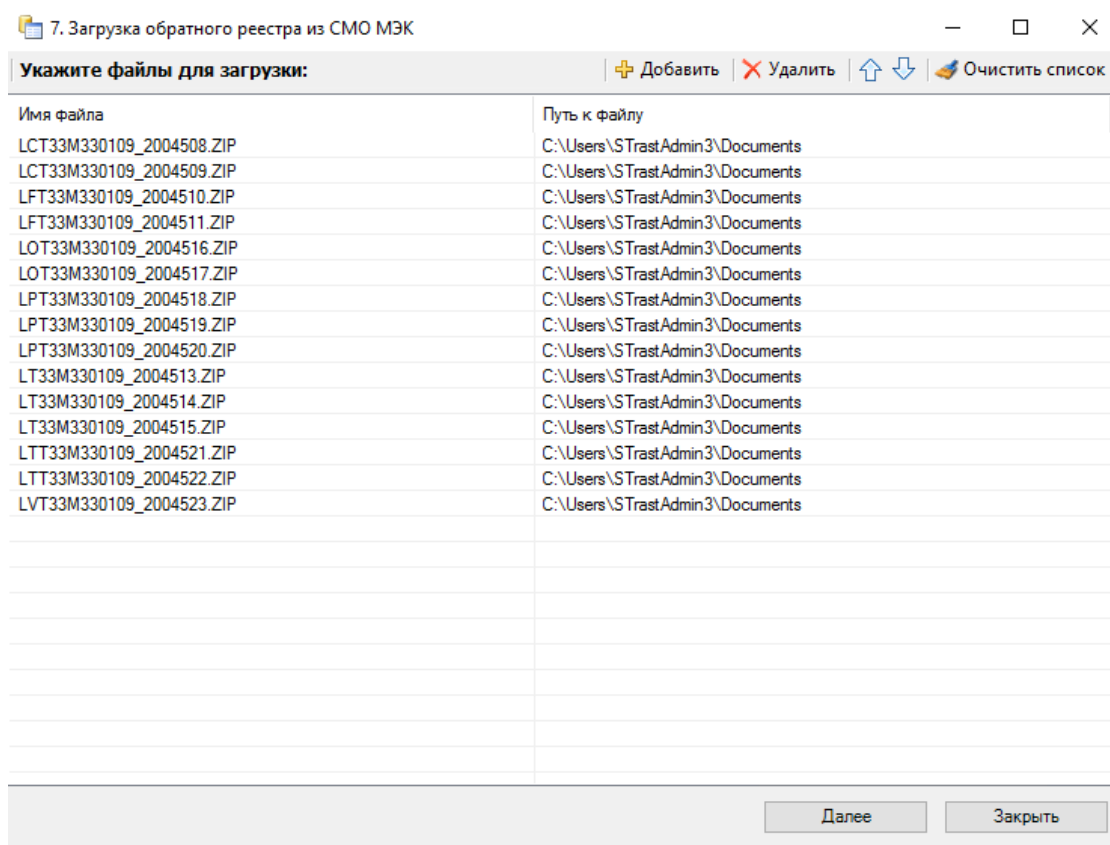 7. Загрузка обратного реестра из СМО МЭК
Укажите файлы для загрузки: Добавить Удалить Очистить список
Имя файла Путь к файлу
LCT33M330109_2004508.ZIP C:\Users\STrastAdmin3\Documents
LCT33M330109_2004509.ZIP C:\Users\STrastAdmin3\Documents
LFT33M330109_2004510.ZIP C:\Users\STrastAdmin3\Documents
LFT33M330109_2004511.ZIP C:\Users\STrastAdmin3\Documents
LOT33M330109_2004516.ZIP C:\Users\STrastAdmin3\Documents
LOT33M330109_2004517.ZIP C:\Users\STrastAdmin3\Documents
LPT33M330109_2004518.ZIP C:\Users\STrastAdmin3\Documents
LPT33M330109_2004519.ZIP C:\Users\STrastAdmin3\Documents
LPT33M330109_2004520.ZIP C:\Users\STrastAdmin3\Documents
LT33M330109_2004513.ZIP C:\Users\STrastAdmin3\Documents
LT33M330109_2004514.ZIP C:\Users\STrastAdmin3\Documents
LT33M330109_2004515.ZIP C:\Users\STrastAdmin3\Documents
LTT33M330109_2004521.ZIP C:\Users\STrastAdmin3\Documents
LTT33M330109_2004522.ZIP C:\Users\STrastAdmin3\Documents
LVT33M330109_2004523.ZIP C:\Users\STrastAdmin3\Documents
Далее Закрыть